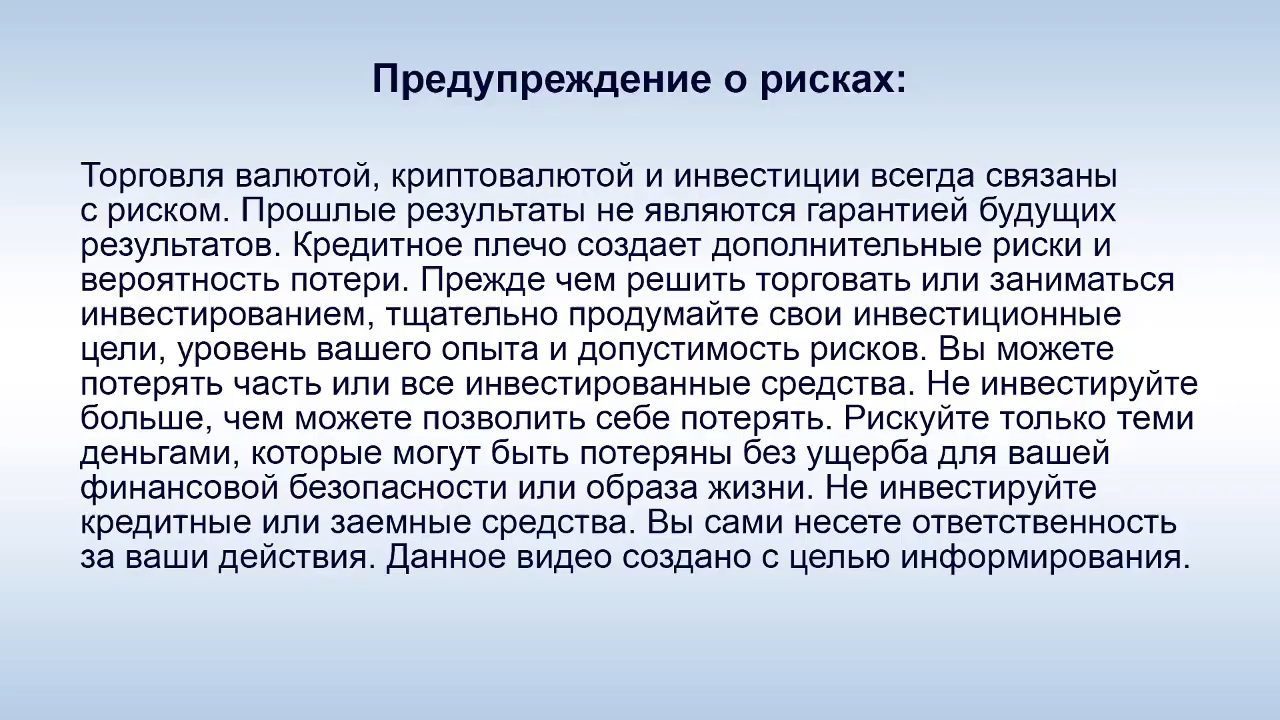 Предупреждение о рисках:
Торговля валютой, криптовалютой и инвестиции всегда связаны
с риском. Прошлые результаты не являются гарантией будущих
результатов. Кредитное плечо создает дополнительные риски и
вероятность потери. Прежде чем решить торговать или заниматься
инвестированием, тщательно продумайте свои инвестиционные
цели, уровень вашего опыта и допустимость рисков. Вы можете
потерять часть или все инвестированные средства. Не инвестируйте
больше, чем можете позволить себе потерять. Рискуйте только теми
деньгами, которые могут быть потеряны без ущерба для вашей
финансовой безопасности или образа жизни. Не инвестируйте
кредитные или заемные средства. Вы сами несете ответственность
за ваши действия. Данное видео создано с целью информирования.